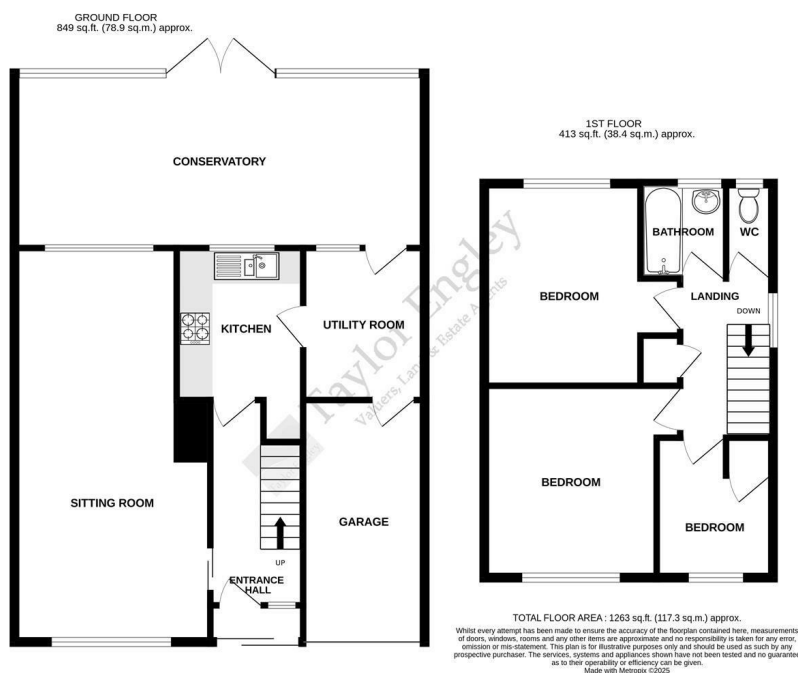 GROUND FLOOR
849 sq.ft. (78.9 sq.m.) approx.
1ST FLOOR
413 sq.ft. (38.4 sq.m.) approx.
CONSERVATORY
KITCHEN
UTILITY ROOM
SITTING ROOM
GARAGE
UP
ENTRANCE
HALL
BATHROOM
WC
BEDROOM
LANDING
DOWN
BEDROOM
BEDROOM
Taylor Engley
Valuers, Land & Estate Agents
TOTAL FLOOR AREA : 1263 sq.ft. (117.3 sq.m.) approx.
Whilst every attempt has been made to ensure the accuracy of the floorplan contained here, measurements
of doors, windows, rooms and any other items are approximate and no responsibility is taken for any error,
omission or mis-statement. This plan is for illustrative purposes only and should be used as such by any
prospective purchaser. The services, systems and appliances shown have not been tested and no guarantee
as to their operability or efficiency can be given.
Made with Metropix ©2025